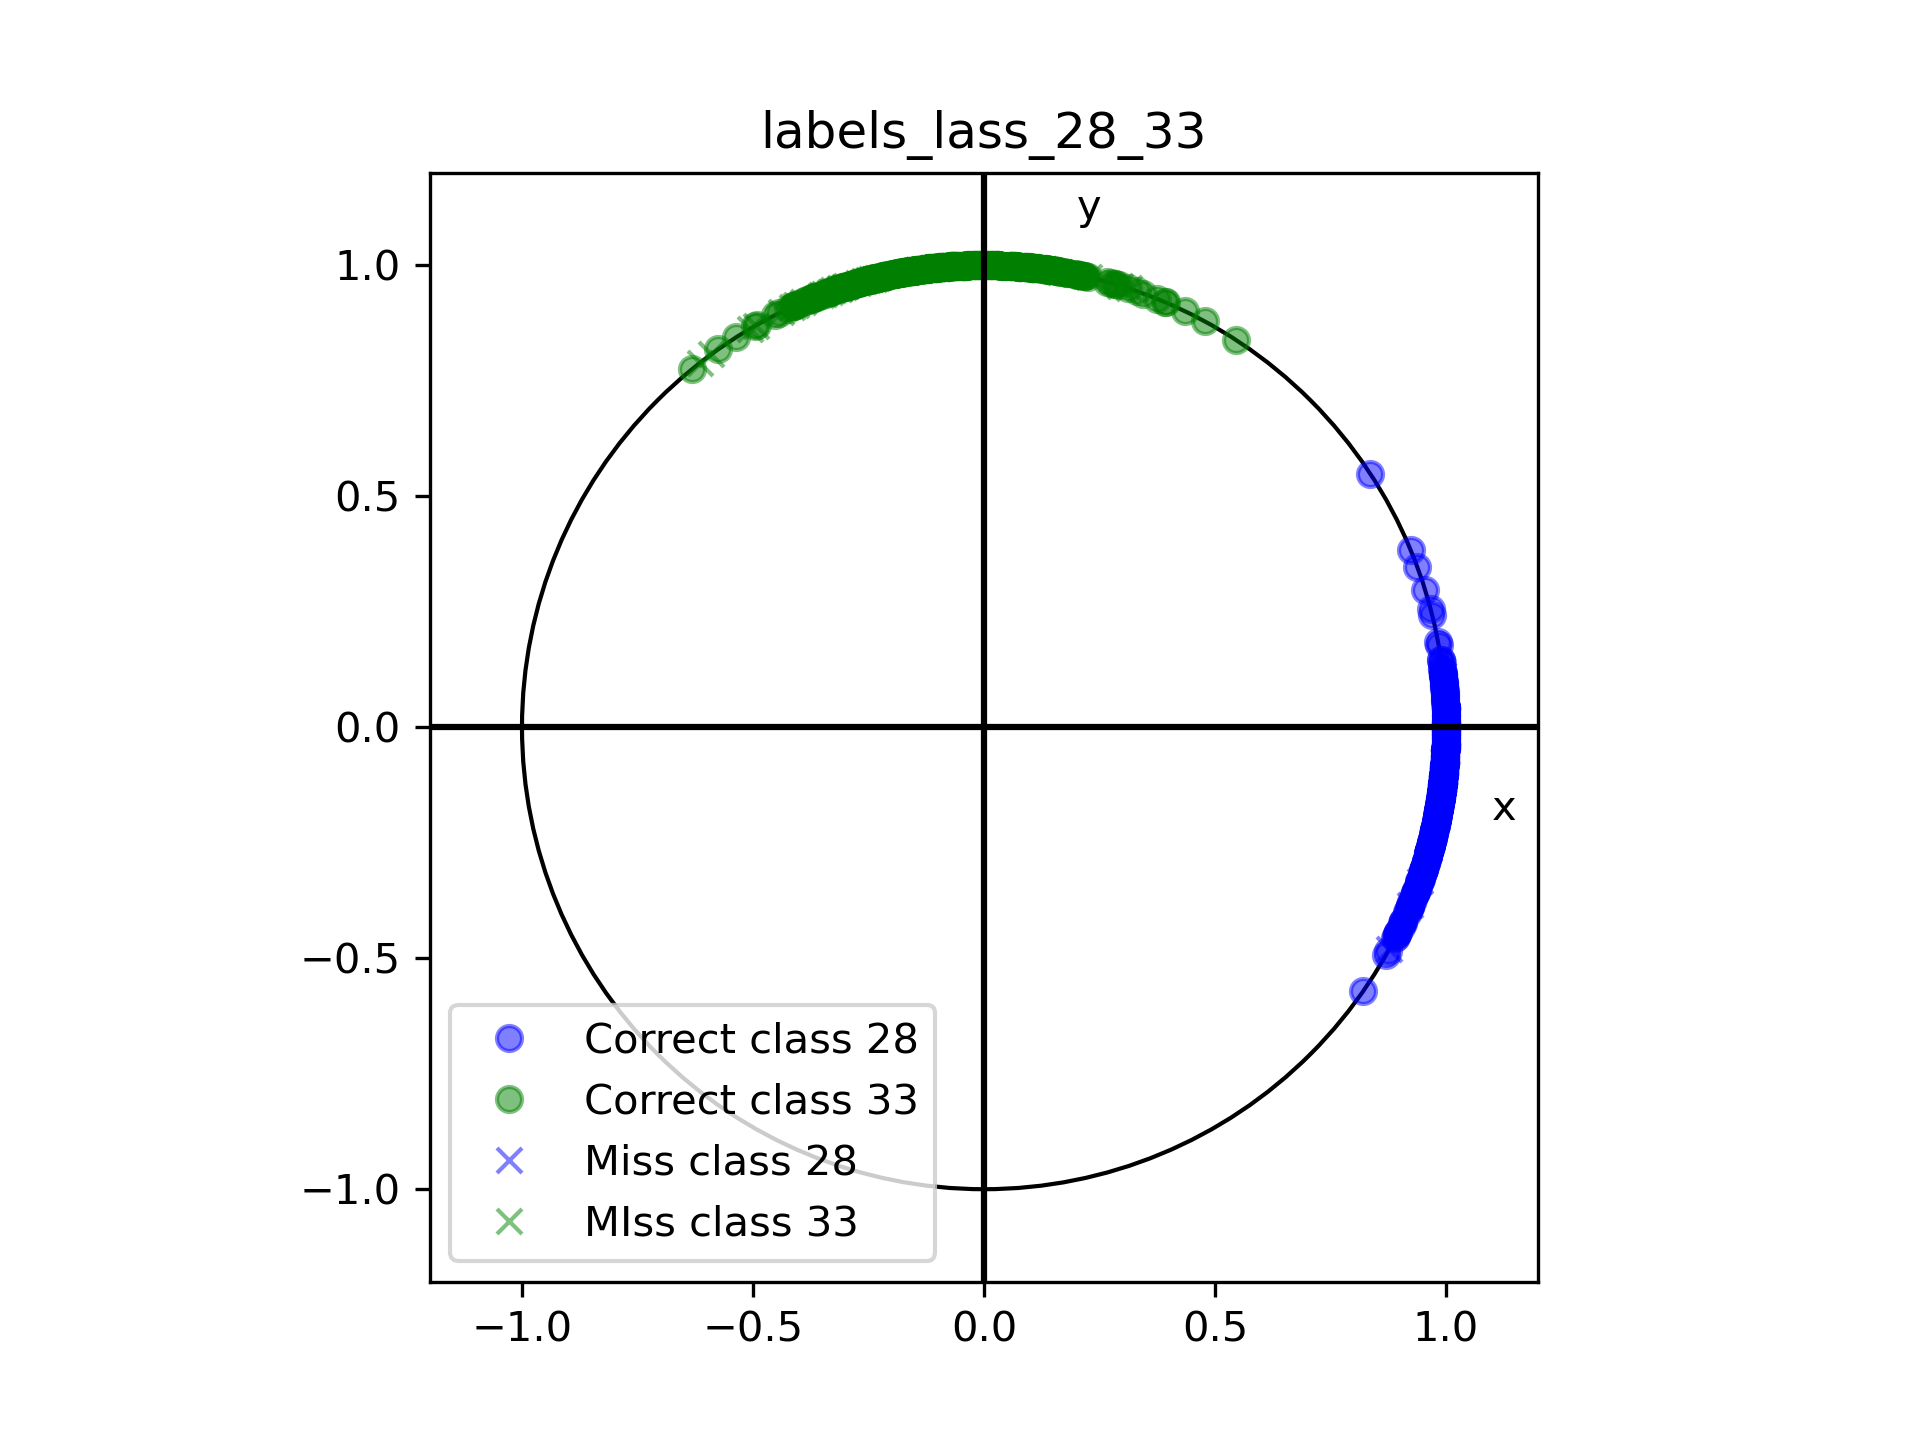 labels_lass_28_33
y
1.0
0.5
0.0
x
−0.5
−1.0
Correct class 28
Correct class 33
Miss class 28
MIss class 33
−1.0 −0.5 0.0 0.5 1.0